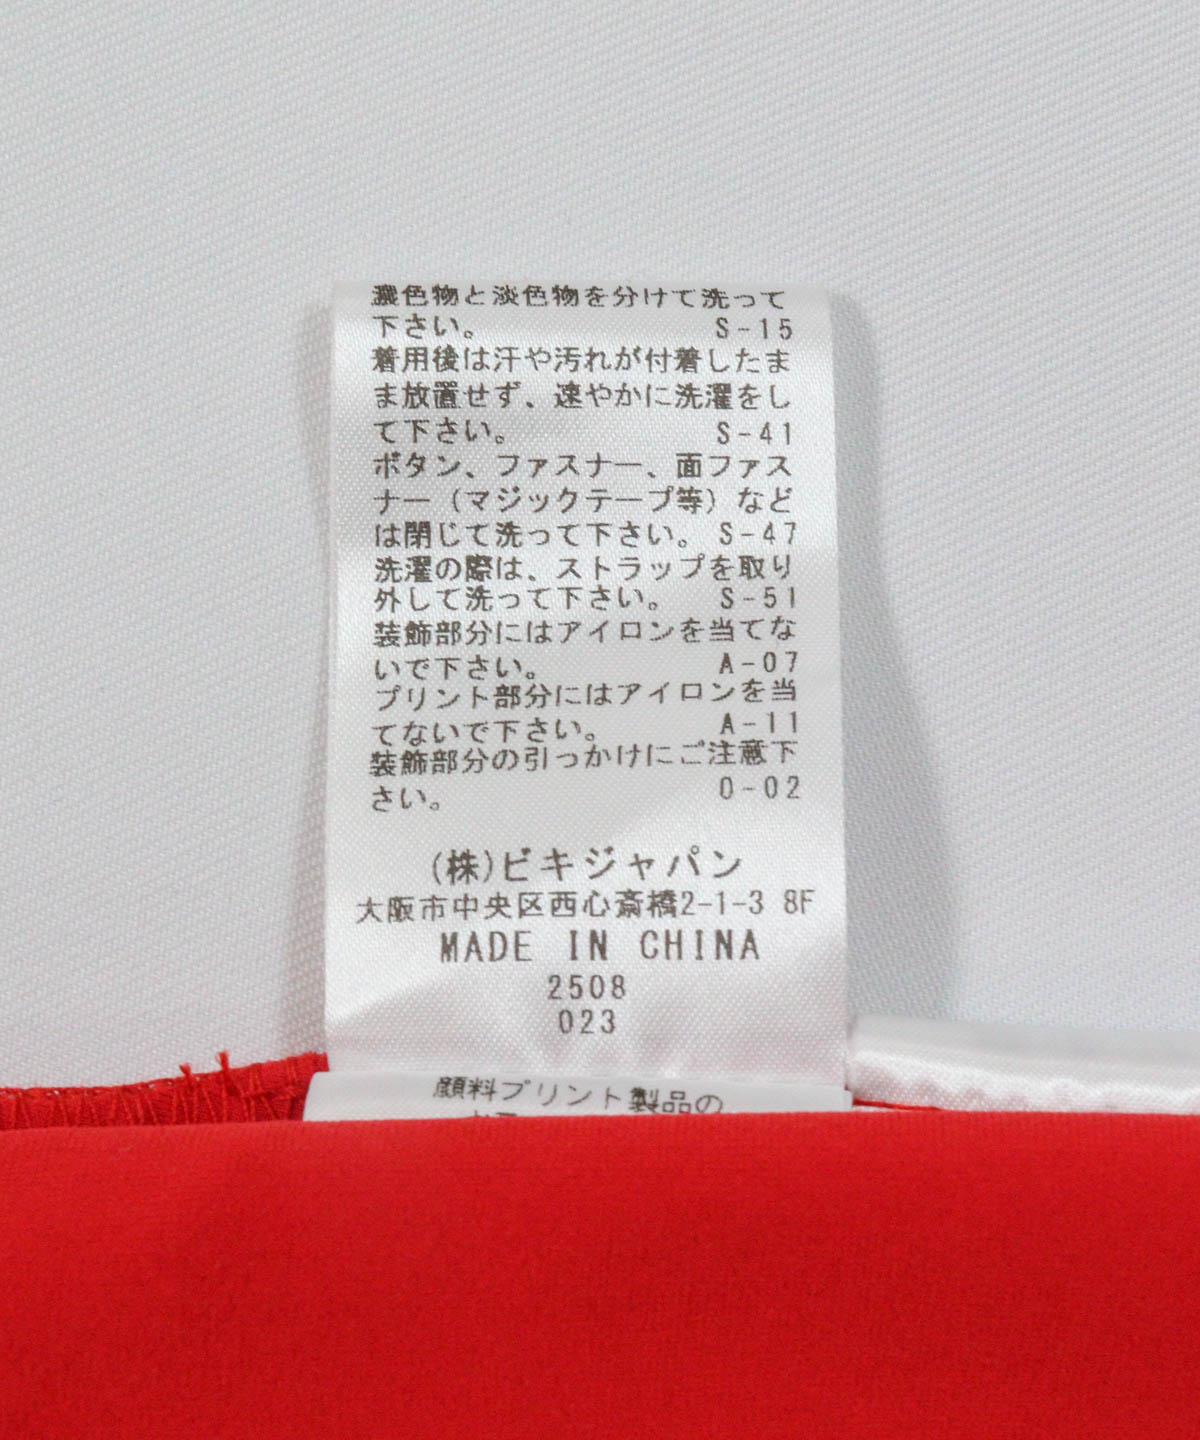 濃色物と淡色物を分けて洗って
下さい。 S-15
着用後は汗や汚れが付着したま
ま放置せず、速やかに洗濯をし
て下さい。 S-41
ボタン、ファスナー、面ファス
ナー（マジックテープ等）など
は閉じて洗って下さい。 S-47
洗濯の際は、ストラップを取り
外して洗って下さい。 S-51
装飾部分にはアイロンを当てな
いで下さい。 A-07
プリント部分にはアイロンを当
てないで下さい。 A-11
装飾部分の引っかけにご注意下
さい。 O-02
(株)ビキジャパン
大阪市中央区西心斎橋2-1-3 8F
MADE IN CHINA
2508
023
顔料プリント製品の